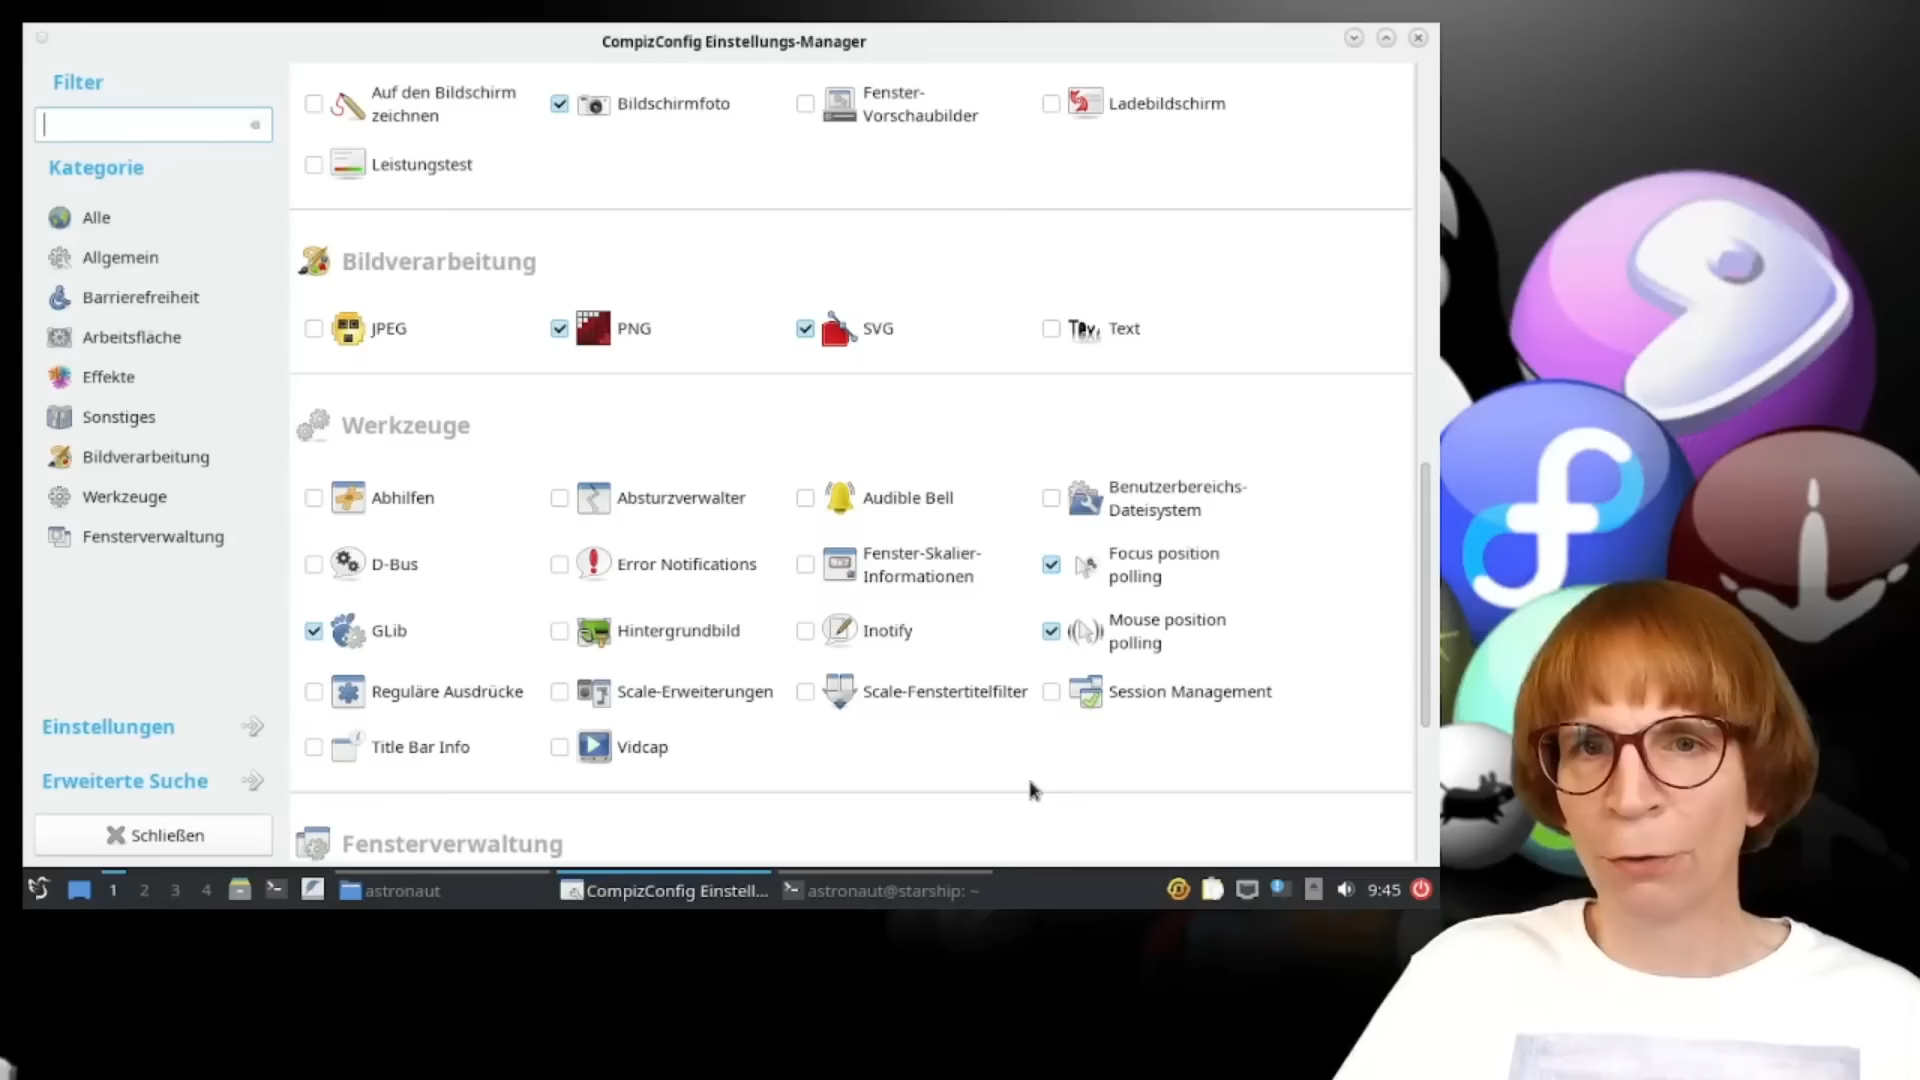 CompizConfig Einstellungs-Manager
Filter
Kategorie
Alle
Allgemein
Barrierefreiheit
Arbeitsfläche
Effekte
Sonstiges
Bildverarbeitung
Werkzeuge
Fensterverwaltung
Einstellungen
Erweiterte Suche
Schließen
Auf den Bildschirm
zeichnen
Bildschirmfoto
Fenster-
Vorschaubilder
Ladebildschirm
Leistungstest
Bildverarbeitung
JPEG
PNG
SVG
Text
Werkzeuge
Abhilfen
Absturzverwalter
Audible Bell
Benutzerbereichs-
Dateisystem
D-Bus
Error Notifications
Fenster-Skalier-
Informationen
Focus position
polling
GLib
Hintergrundbild
Inotify
Mouse position
polling
Reguläre Ausdrücke
Scale-Erweiterungen
Scale-Fenstertitelfilter
Session Management
Title Bar Info
Vidcap
Fensterverwaltung
1 2 3 4 astronaut CompizConfig Einstell... astronaut@starship: ~ 9:45